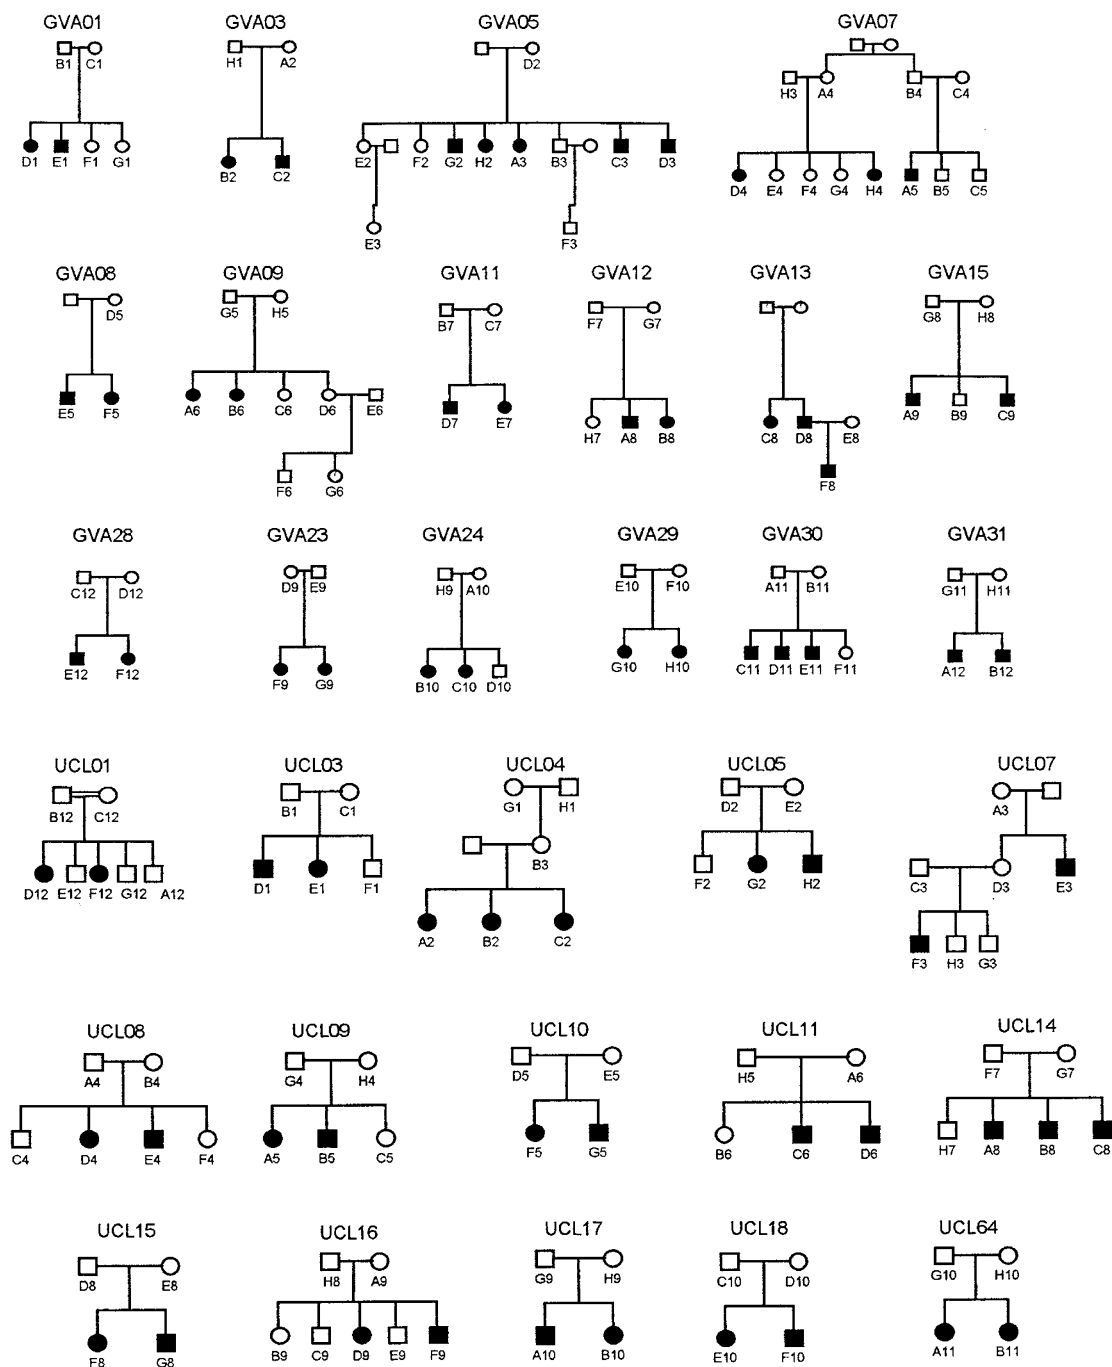 GVA01 GVA03 GVA05 GVA07
B1 C1 H1 A2 D2
H3 A4 B4 C4
D1 E1 F1 G1 B2 C2 E2 F2 G2 H2 A3 B3 C3 D3
D4 E4 F4 G4 H4 A5 B5 C5
E3 F3
GVA08 GVA09 GVA11 GVA12 GVA13 GVA15
D5 G5 H5 B7 C7 F7 G7 G8 H8
E5 F5 A6 B6 C6 D6 E6 D7 E7 H7 A8 B8 C8 D8 E8 A9 B9 C9
F6 G6 F8
GVA28 GVA23 GVA24 GVA29 GVA30 GVA31
C12 D12 D9 E9 H9 A10 E10 F10 A11 B11 G11 H11
E12 F12 F9 G9 B10 C10 D10 G10 H10 C11 D11 E11 F11 A12 B12
UCL01 UCL03 UCL04 UCL05 UCL07
B12 C12 B1 C1 G1 H1 D2 E2 A3
B3
D12 E12 F12 G12 A12 D1 E1 F1 F2 G2 H2 C3 D3 E3
A2 B2 C2 F3 H3 G3
UCL08 UCL09 UCL10 UCL11 UCL14
A4 B4 G4 H4 D5 E5 H5 A6 F7 G7
C4 D4 E4 F4 A5 B5 C5 F5 G5 B6 C6 D6 H7 A8 B8 C8
UCL15 UCL16 UCL17 UCL18 UCL64
D8 E8 H8 A9 G9 H9 C10 D10 G10 H10
F8 G8 B9 C9 D9 E9 F9 A10 B10 E10 F10 A11 B11